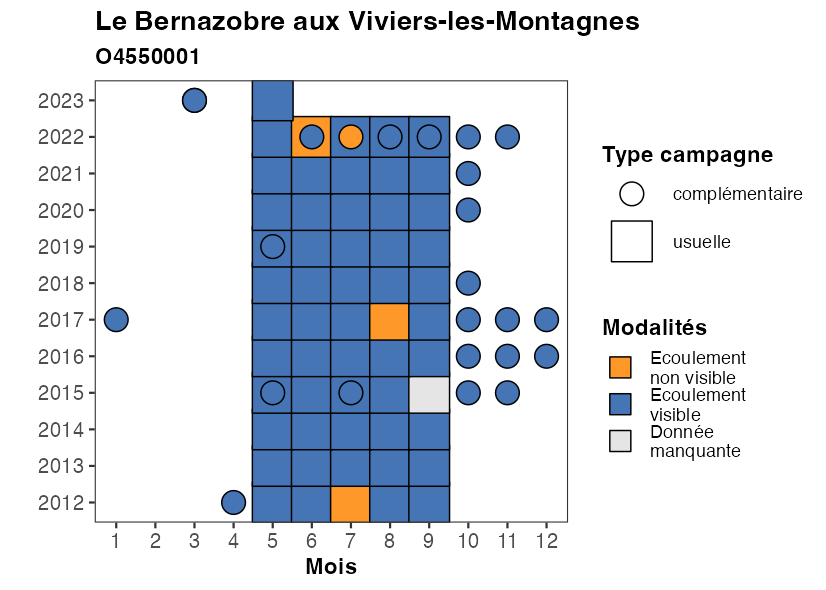 Le Bernazobre aux Viviers-les-Montagnes
O4550001
2023
2022
2021
2020
2019
2018
2017
2016
2015
2014
2013
2012
1 2 3 4 5 6 7 8 9 10 11 12
Mois
Type campagne
complémentaire
usuelle
Modalités
Ecoulement
non visible
Ecoulement
visible
Donnée
manquante